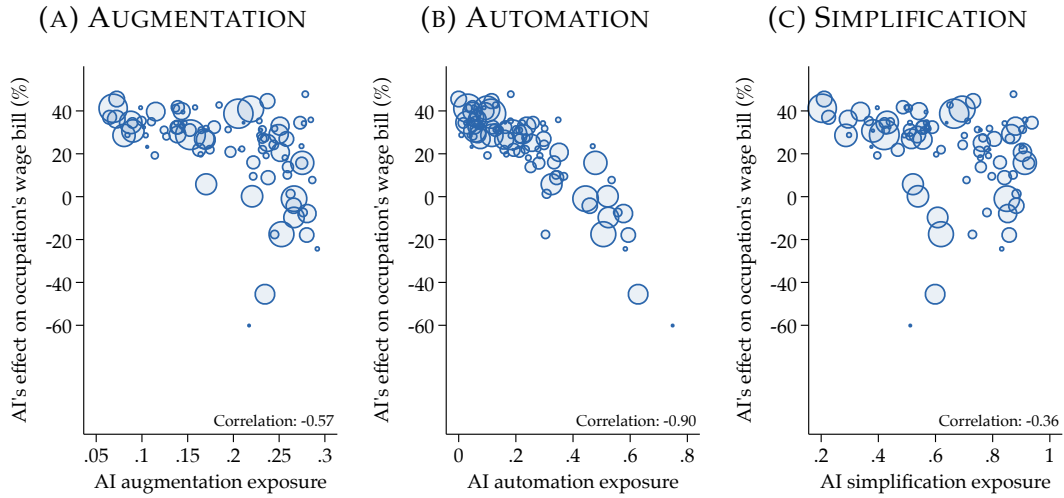 (A) AUGMENTATION
AI's effect on occupation's wage bill (%)
40
20
0
-20
-40
-60
Correlation: -0.57
.05 .1 .15 .2 .25 .3
AI augmentation exposure
(B) AUTOMATION
AI's effect on occupation's wage bill (%)
40
20
0
-20
-40
-60
Correlation: -0.90
0 .2 .4 .6 .8
AI automation exposure
(C) SIMPLIFICATION
AI's effect on occupation's wage bill (%)
40
20
0
-20
-40
-60
Correlation: -0.36
.2 .4 .6 .8 1
AI simplification exposure